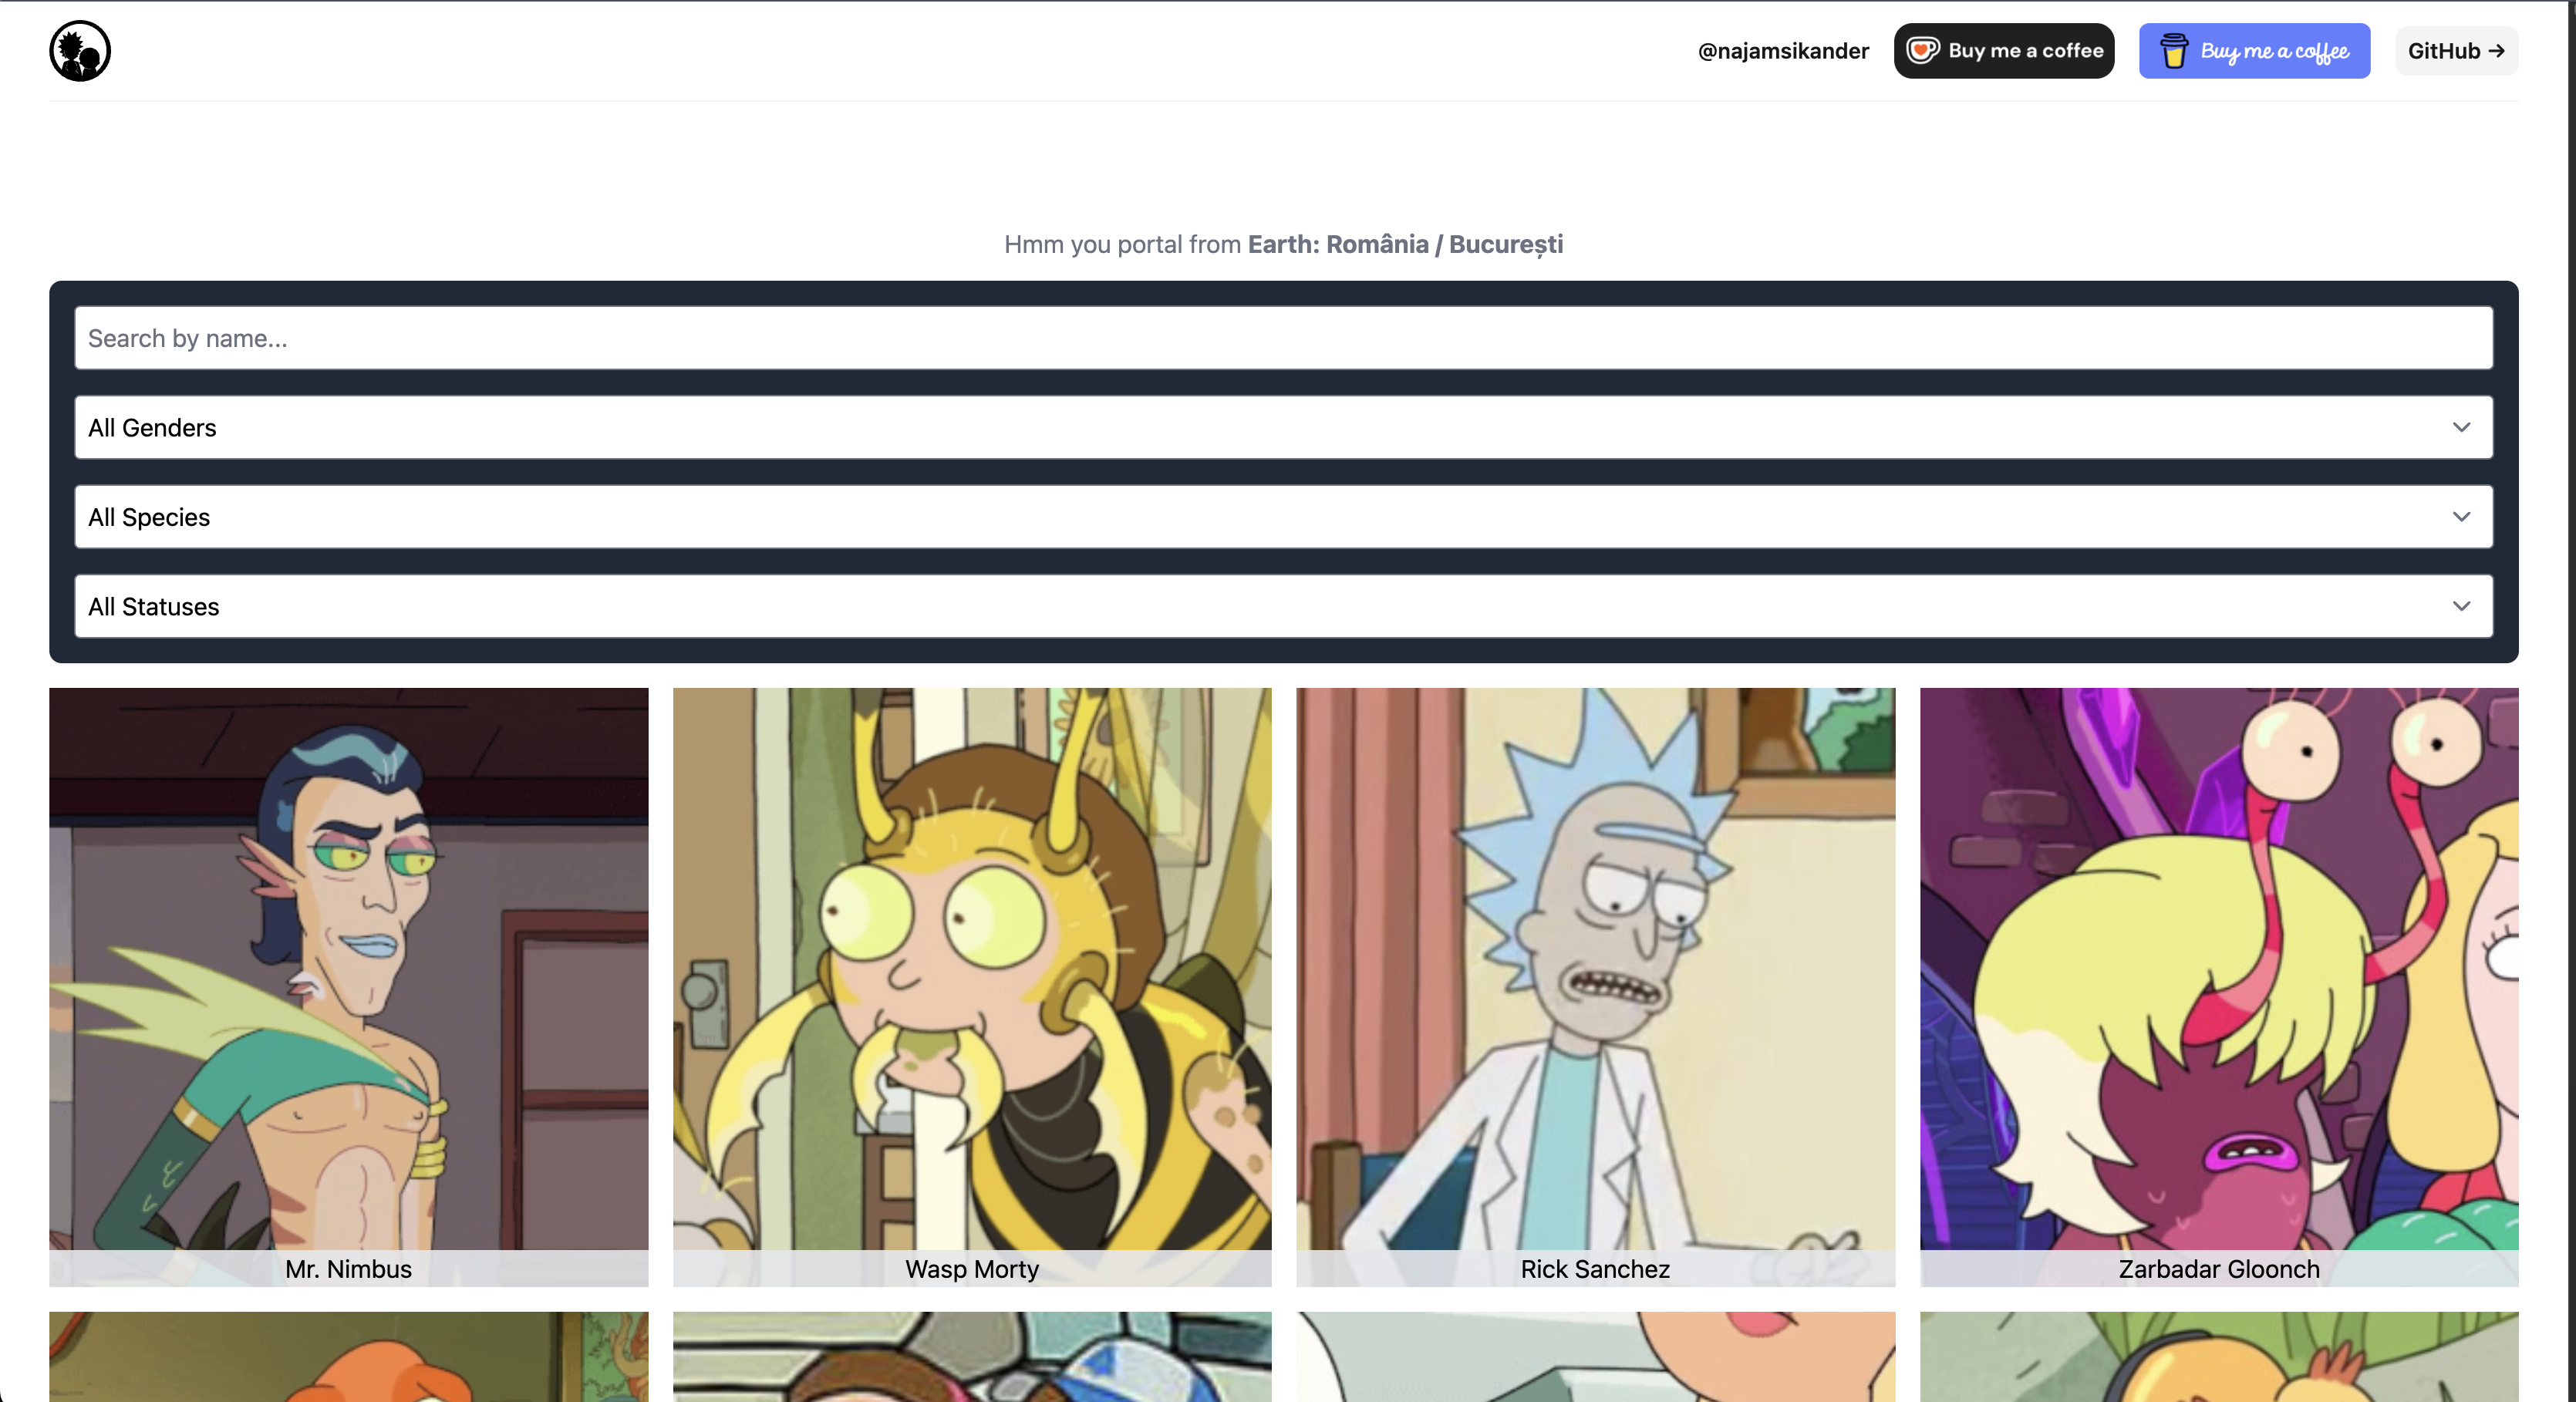 @najamsikander
Buy me a coffee
Buy me a coffee
GitHub →
Hmm you portal from Earth: România / București
Search by name...
All Genders
All Species
All Statuses
Mr. Nimbus
Wasp Morty
Rick Sanchez
Zarbadar Gloonch